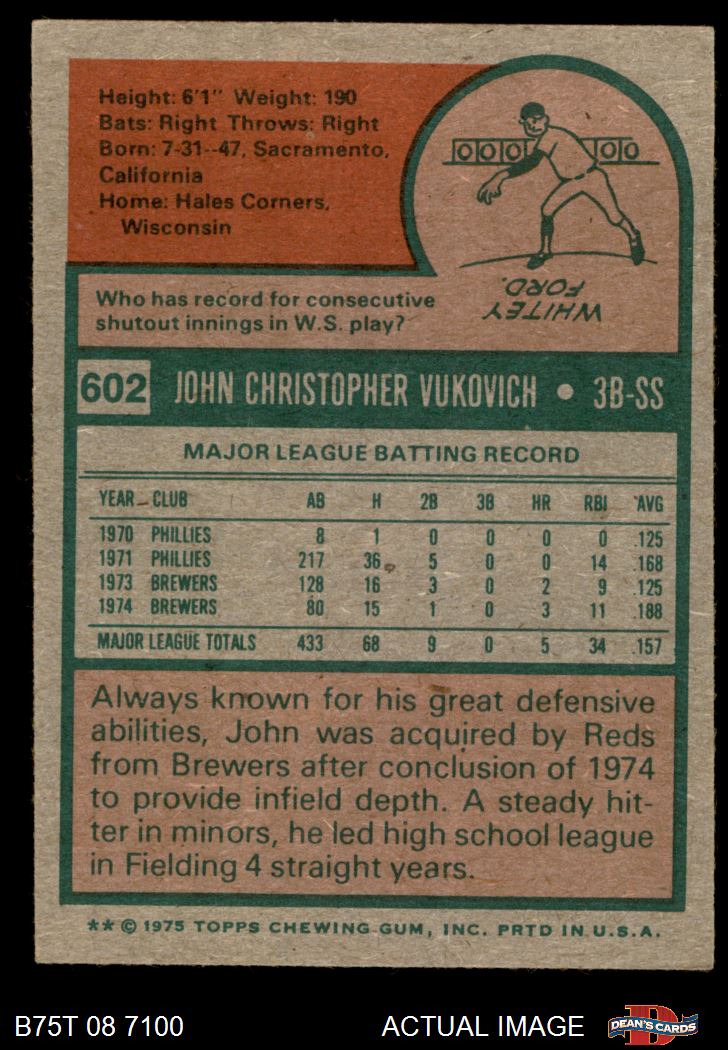 Height: 6'1" Weight: 190
Bats: Right Throws: Right
Born: 7-31--47, Sacramento,
California
Home: Hales Corners,
Wisconsin
000 00
WHITEY
FORD.
Who has record for consecutive
shutout innings in W.S. play?
602 JOHN CHRISTOPHER VUKOVICH • 3B-SS
MAJOR LEAGUE BATTING RECORD
YEAR CLUB AB H 2B 3B HR RBI AVG
1970 PHILLIES 8 1 0 0 0 0 .125
1971 PHILLIES 217 36 5 0 0 14 .168
1973 BREWERS 128 16 3 0 2 9 .125
1974 BREWERS 80 15 1 0 3 11 .188
MAJOR LEAGUE TOTALS 433 68 9 0 5 34 .157
Always known for his great defensive
abilities, John was acquired by Reds
from Brewers after conclusion of 1974
to provide infield depth. A steady hit-
ter in minors, he led high school league
in Fielding 4 straight years.
** © 1975 TOPPS CHEWING GUM, INC. PRTD IN U.S.A.
B75T 08 7100 ACTUAL IMAGE D DEAN'S CARDS